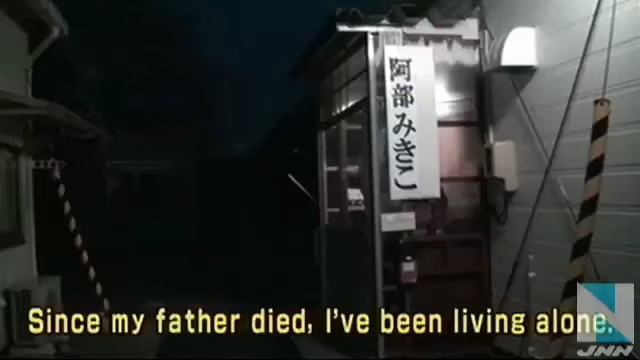 阿部みきこ
Since my father died, I've been living alone.
JNN